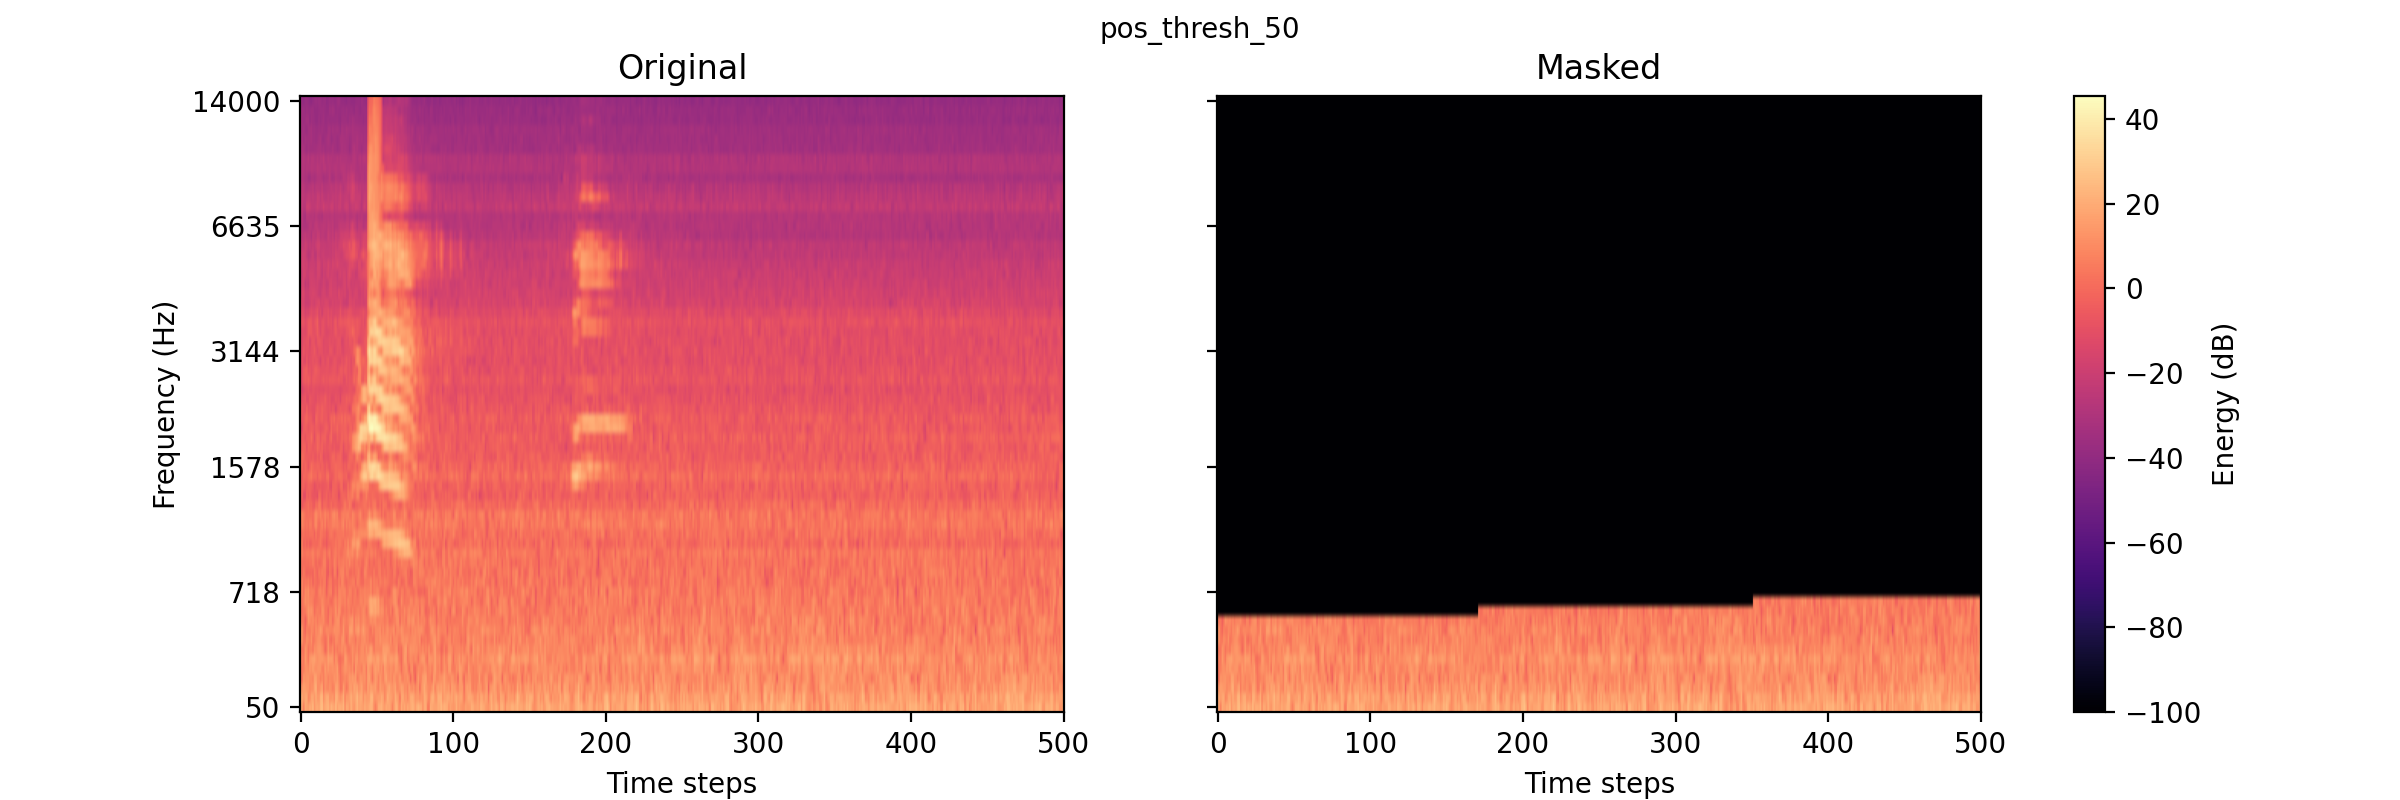 pos_thresh_50
Original
Masked
14000
6635
3144
1578
718
50
Frequency (Hz)
0 100 200 300 400 500
Time steps
0 100 200 300 400 500
Time steps
40
20
0
−20
−40
−60
−80
−100
Energy (dB)